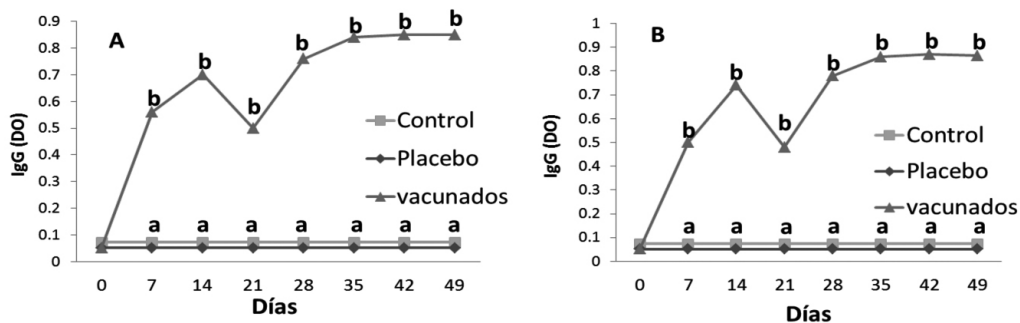 A
IgG (DO)
0.9
0.8
0.7
0.6
0.5
0.4
0.3
0.2
0.1
0
b b b b b b b
a a a a a a a
Control
Placebo
vacunados
0 7 14 21 28 35 42 49
Días
B
IgG (DO)
1
0.9
0.8
0.7
0.6
0.5
0.4
0.3
0.2
0.1
0
b b b b b b b
a a a a a a a
Control
Placebo
vacunados
0 7 14 21 28 35 42 49
Días